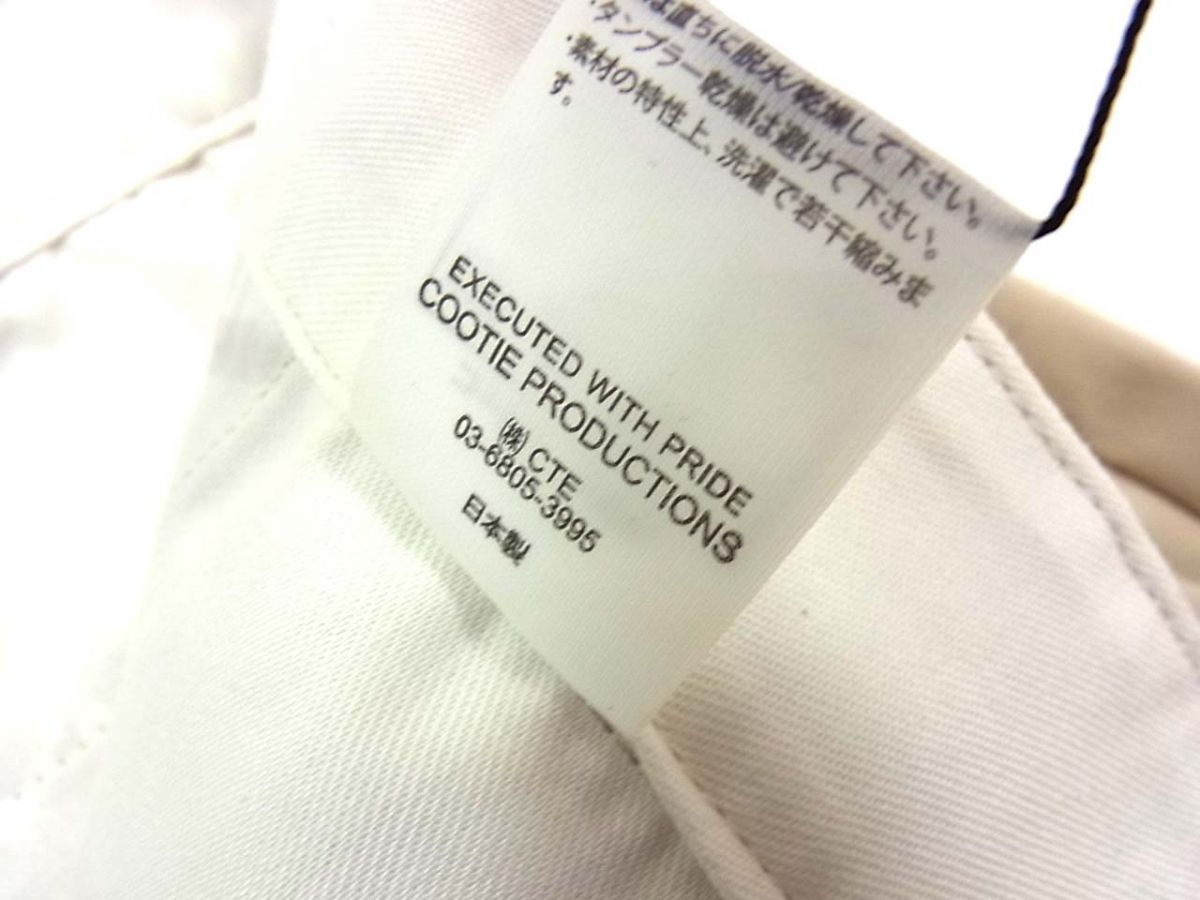 は直ちに脱水/乾燥して下さい。
・タンブラー乾燥は避けて下さい。
・素材の特性上、洗濯で若干縮みま
す。
EXECUTED WITH PRIDE
COOTIE PRODUCTIONS
㈱ CTE
03-6805-3995
日本製